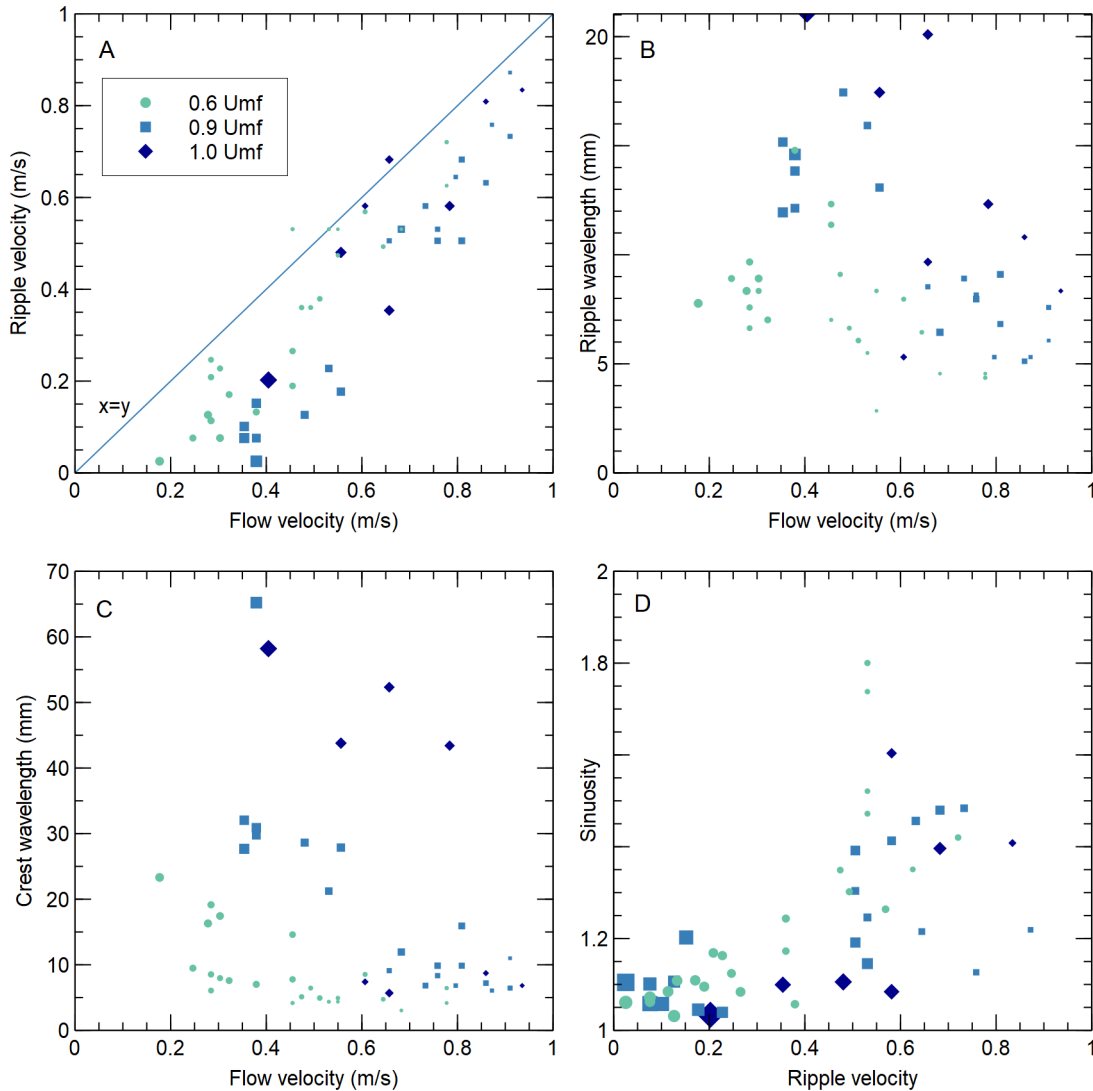 A
0.6 Umf
0.9 Umf
1.0 Umf
x=y
1
0.8
0.6
0.4
0.2
0
0 0.2 0.4 0.6 0.8 1
Ripple velocity (m/s)
Flow velocity (m/s)
B
20
5
0
0 0.2 0.4 0.6 0.8 1
Ripple wavelength (mm)
Flow velocity (m/s)
C
70
60
50
40
30
20
10
0
0 0.2 0.4 0.6 0.8 1
Crest wavelength (mm)
Flow velocity (m/s)
D
2
1.8
1.2
1
0 0.2 0.4 0.6 0.8 1
Sinuosity
Ripple velocity